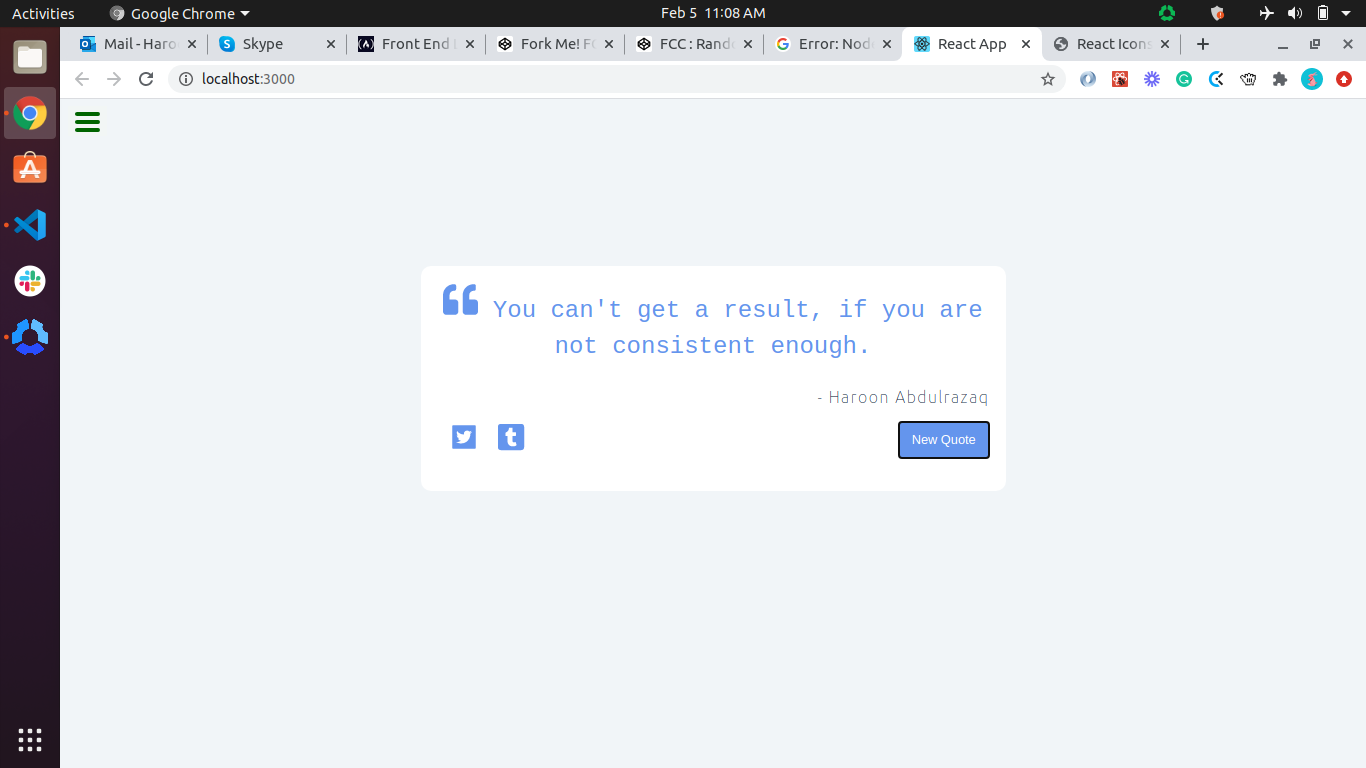 Activities
Google Chrome
Feb 5 11:08 AM
Mail - Haro
Skype
Front End
Fork Me! FC
FCC : Rand
Error: Nod
React App
React Icons
localhost:3000
You can't get a result, if you are
not consistent enough.
- Haroon Abdulrazaq
New Quote